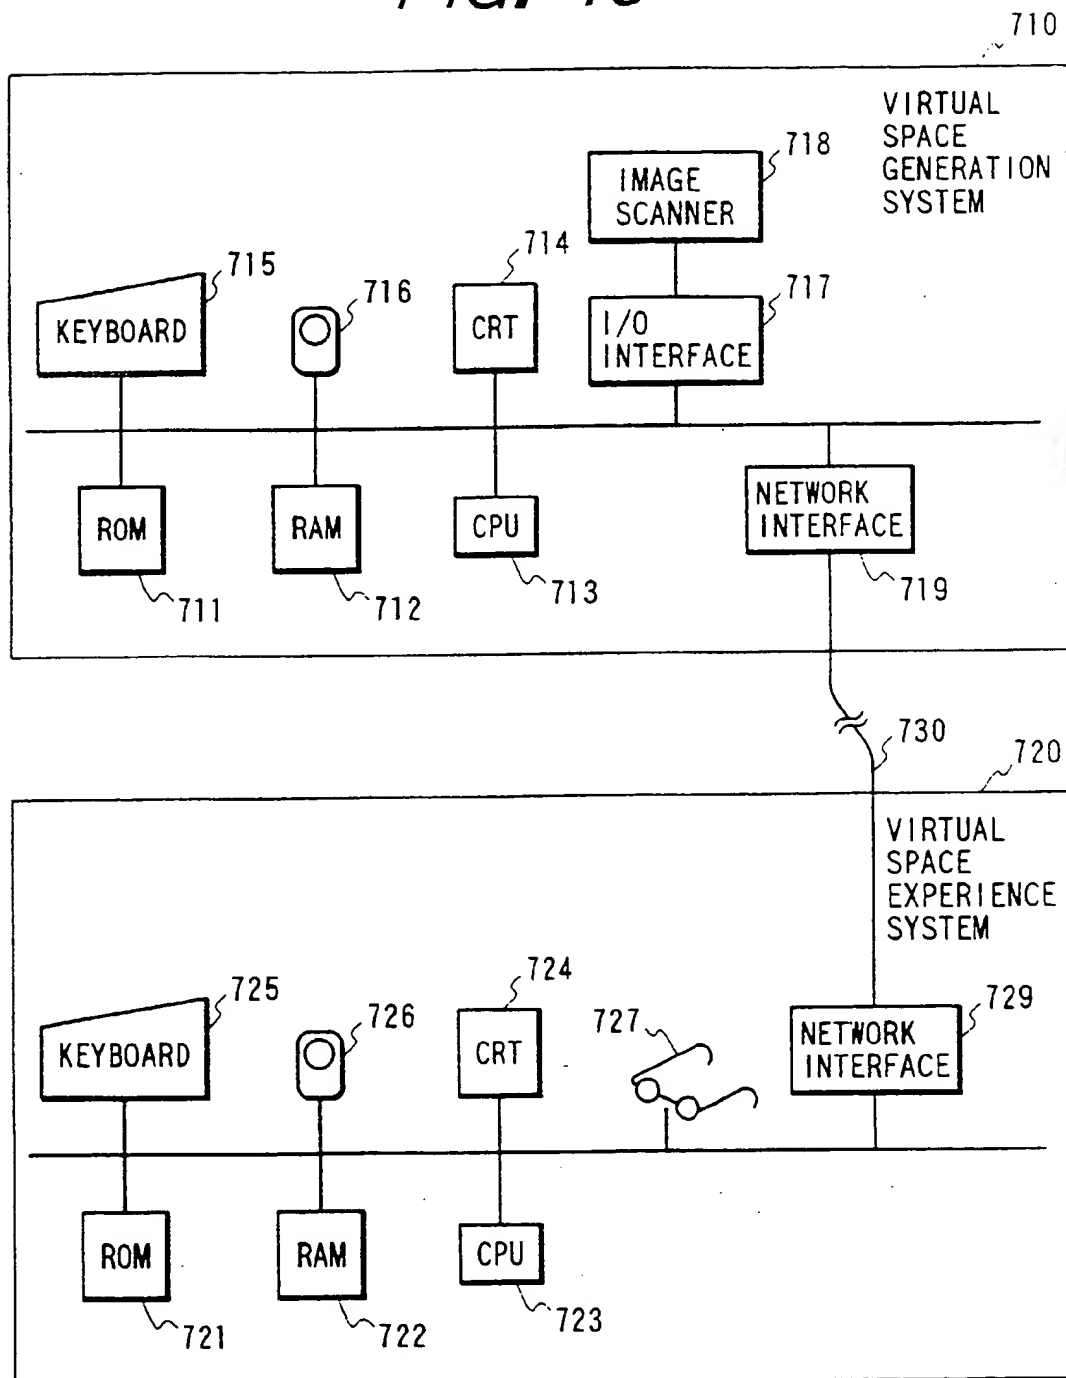 710
VIRTUAL
SPACE
GENERATION
SYSTEM
718
IMAGE
SCANNER
714
715
716
717
KEYBOARD
CRT
I/O
INTERFACE
NETWORK
INTERFACE
ROM
RAM
CPU
711
712
713
719
730
720
VIRTUAL
SPACE
EXPERIENCE
SYSTEM
724
725
726
727
729
KEYBOARD
CRT
NETWORK
INTERFACE
ROM
RAM
CPU
721
722
723